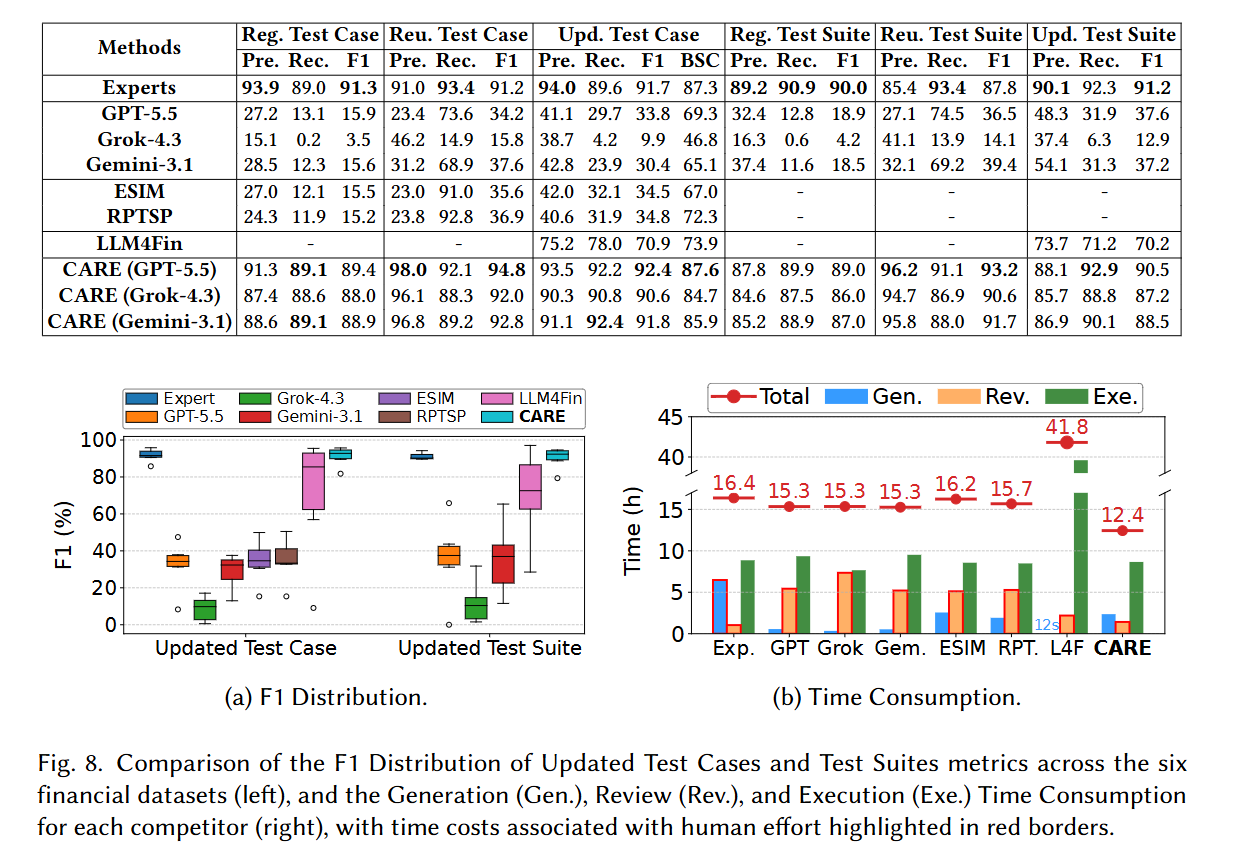 Methods Reg. Test Case Reu. Test Case Upd. Test Case Reg. Test Suite Reu. Test Suite Upd. Test Suite
Pre. Rec. F1 Pre. Rec. F1 Pre. Rec. F1 BSC Pre. Rec. F1 Pre. Rec. F1 Pre. Rec. F1
Experts 93.9 89.0 91.3 91.0 93.4 91.2 94.0 89.6 91.7 87.3 89.2 90.9 90.0 85.4 93.4 87.8 90.1 92.3 91.2
GPT-5.5 27.2 13.1 15.9 23.4 73.6 34.2 41.1 29.7 33.8 69.3 32.4 12.8 18.9 27.1 74.5 36.5 48.3 31.9 37.6
Grok-4.3 15.1 0.2 3.5 46.2 14.9 15.8 38.7 4.2 9.9 46.8 16.3 0.6 4.2 41.1 13.9 14.1 37.4 6.3 12.9
Gemini-3.1 28.5 12.3 15.6 31.2 68.9 37.6 42.8 23.9 30.4 65.1 37.4 11.6 18.5 32.1 69.2 39.4 54.1 31.3 37.2
ESIM 27.0 12.1 15.5 23.0 91.0 35.6 42.0 32.1 34.5 67.0 - - -
RPTSP 24.3 11.9 15.2 23.8 92.8 36.9 40.6 31.9 34.8 72.3 - - -
LLM4Fin - - 75.2 78.0 70.9 73.9 - - 73.7 71.2 70.2
CARE (GPT-5.5) 91.3 89.1 89.4 98.0 92.1 94.8 93.5 92.2 92.4 87.6 87.8 89.9 89.0 96.2 91.1 93.2 88.1 92.9 90.5
CARE (Grok-4.3) 87.4 88.6 88.0 96.1 88.3 92.0 90.3 90.8 90.6 84.7 84.6 87.5 86.0 94.7 86.9 90.6 85.7 88.8 87.2
CARE (Gemini-3.1) 88.6 89.1 88.9 96.8 89.2 92.8 91.1 92.4 91.8 85.9 85.2 88.9 87.0 95.8 88.0 91.7 86.9 90.1 88.5
Expert Grok-4.3 ESIM LLM4Fin
GPT-5.5 Gemini-3.1 RPTSP CARE
F1 (%)
100
80
60
40
20
0
Updated Test Case Updated Test Suite
(a) F1 Distribution.
Total Gen. Rev. Exe.
Time (h)
45
40
15
10
5
0
16.4 15.3 15.3 15.3 16.2 15.7 41.8 12.4
12s
Exp. GPT Grok Gem. ESIM RPT. L4F CARE
(b) Time Consumption.
Fig. 8. Comparison of the F1 Distribution of Updated Test Cases and Test Suites metrics across the six
financial datasets (left), and the Generation (Gen.), Review (Rev.), and Execution (Exe.) Time Consumption
for each competitor (right), with time costs associated with human effort highlighted in red borders.